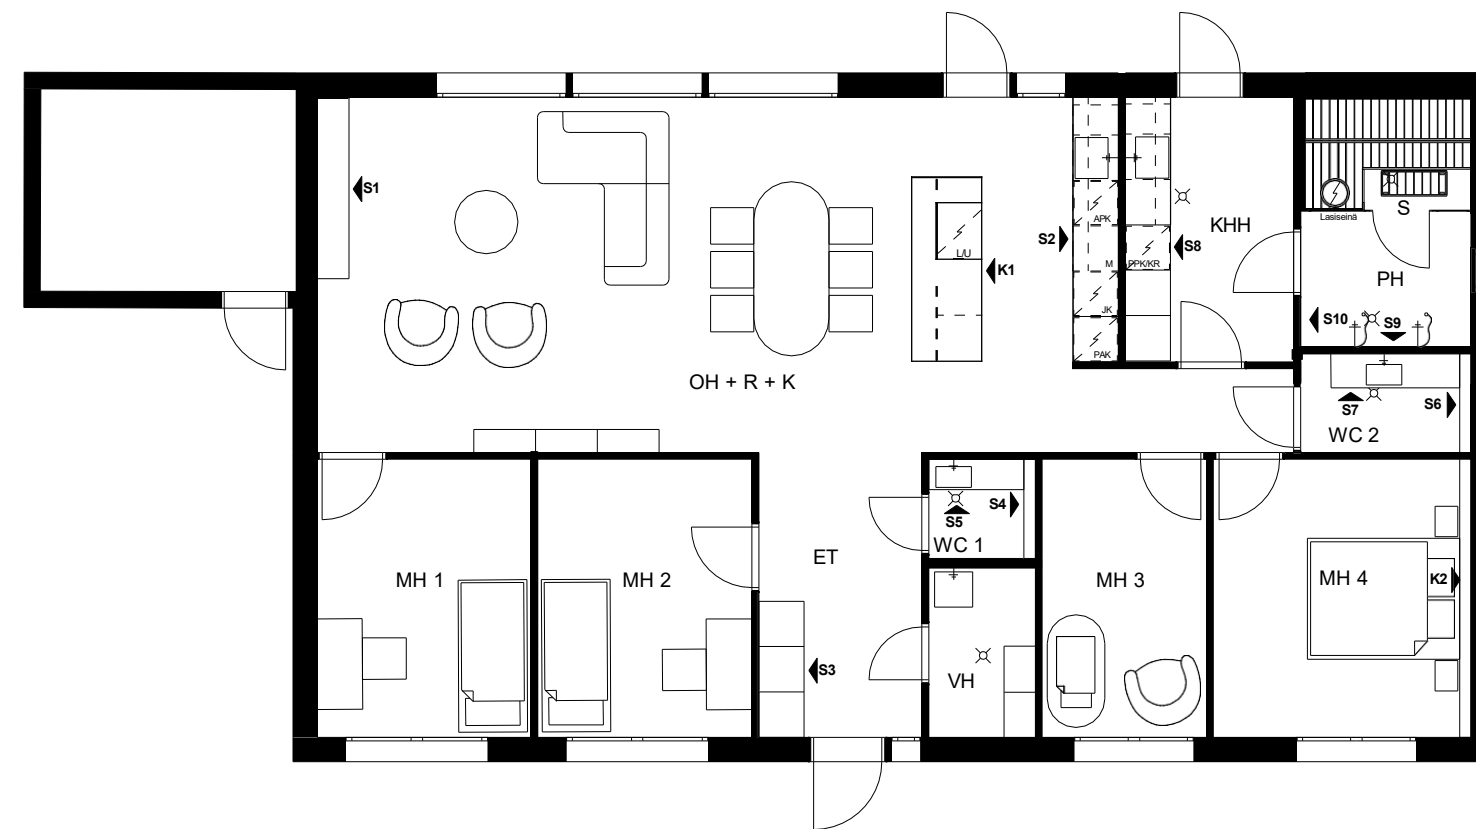 S1
OH + R + K
L/U
K1
S2
APK
M
JK
PAK
PPK/KR
S8
KHH
Lasiseinä
S
PH
S10
S9
S7
S6
WC 2
MH 1
MH 2
ET
S3
S4
S5
WC 1
VH
MH 3
MH 4
K2